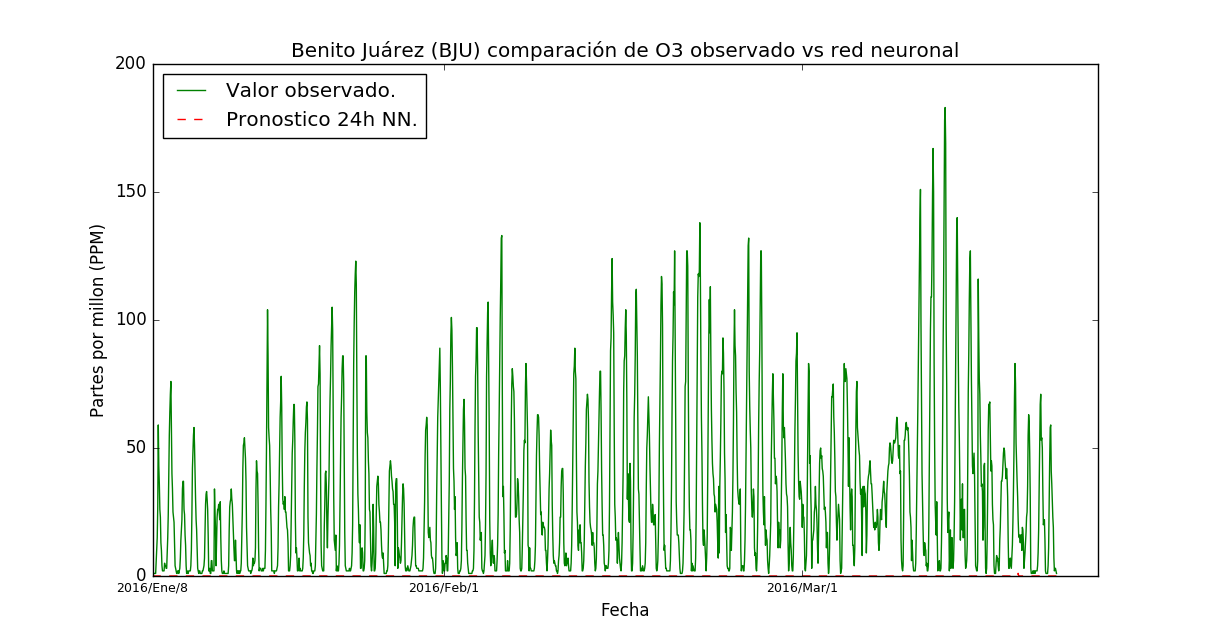 Benito Juárez (BJU) comparación de O3 observado vs red neuronal
200
150
100
50
0
Partes por millon (PPM)
Valor observado.
Pronostico 24h NN.
2016/Ene/8
2016/Feb/1
2016/Mar/1
Fecha